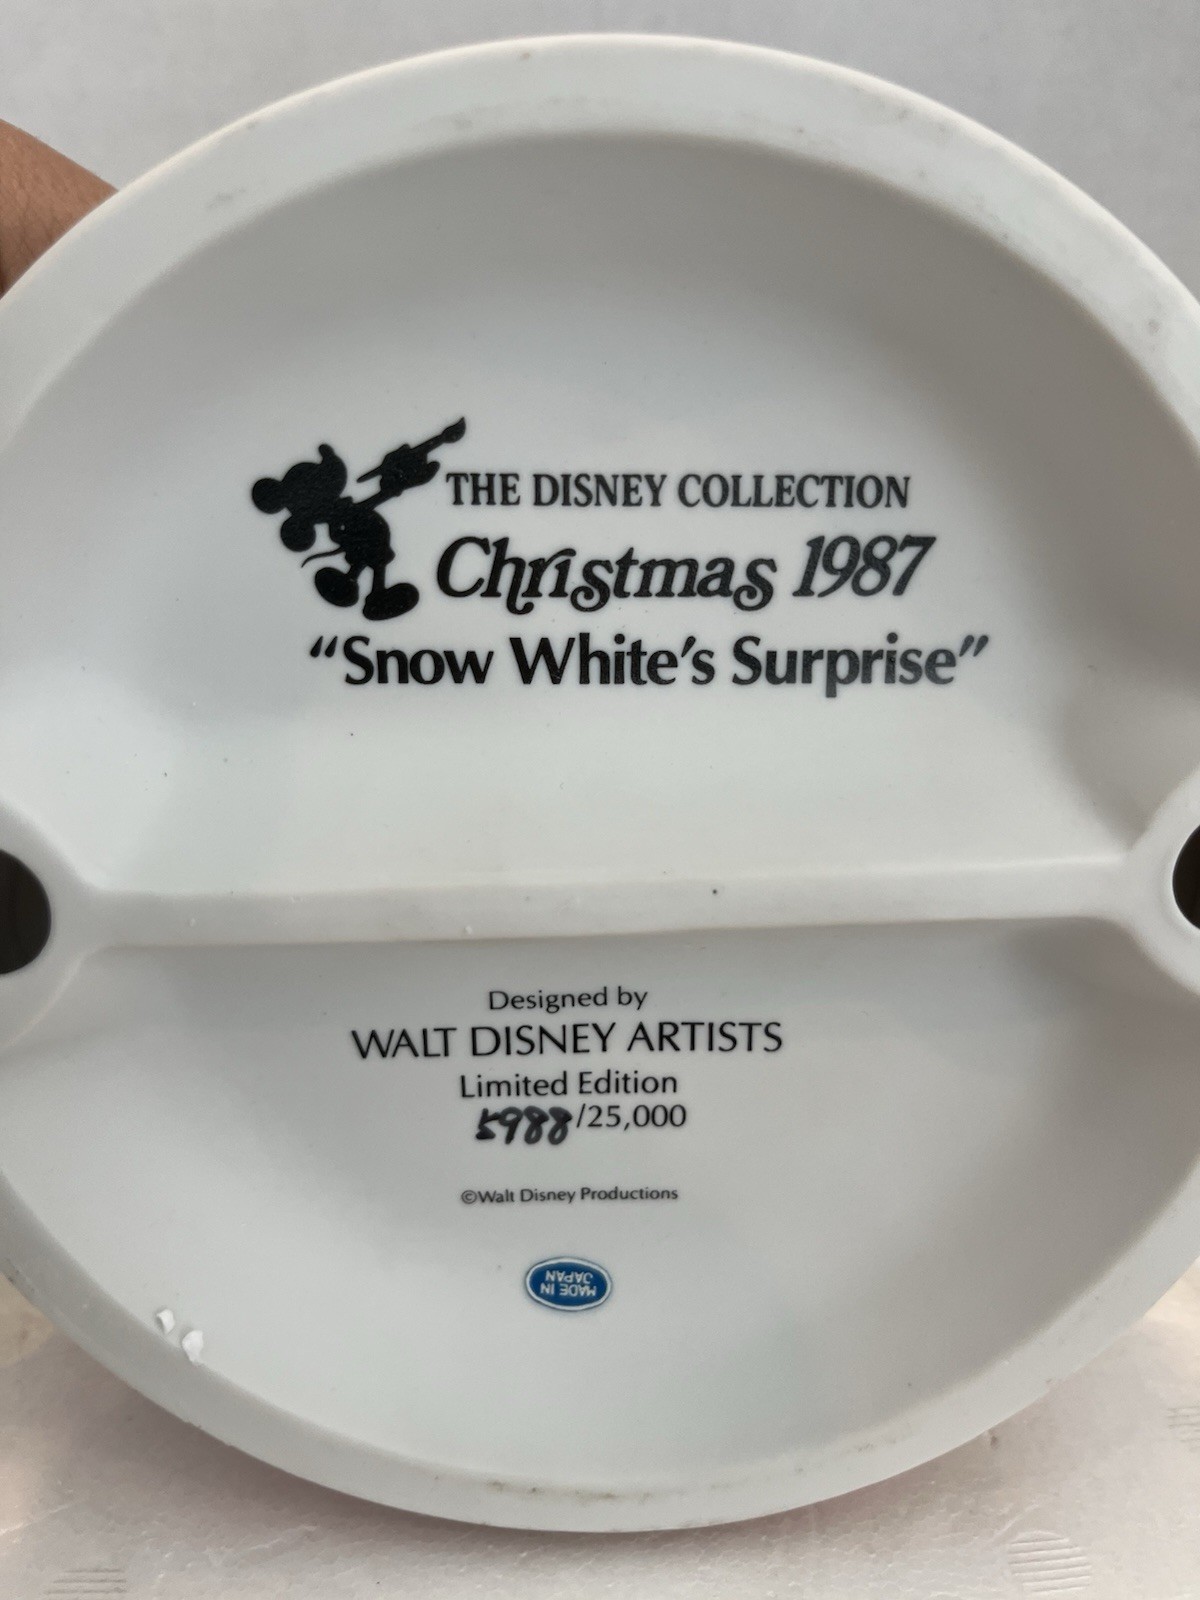 THE DISNEY COLLECTION
Christmas 1987
“Snow White’s Surprise”
Designed by
WALT DISNEY ARTISTS
Limited Edition
5988/25,000
©Walt Disney Productions
MADE IN
JAPAN